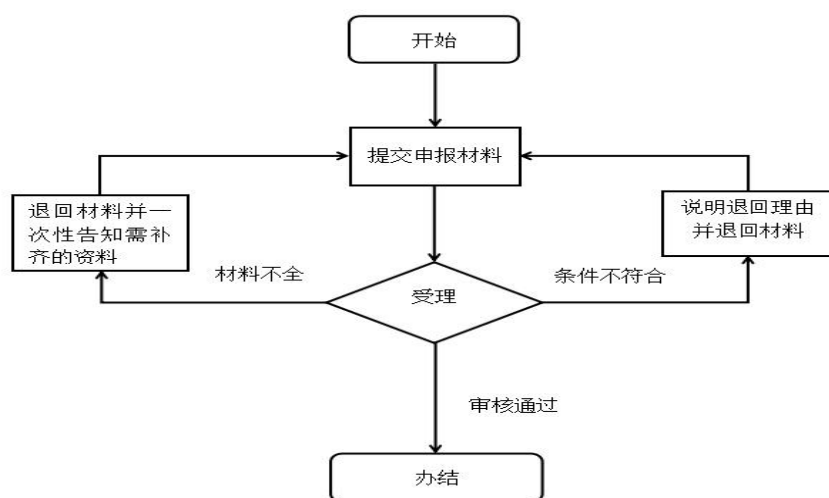 开始
提交申报材料
退回材料并一
次性告知需补
齐的资料
说明退回理由
并退回材料
材料不全
受理
条件不符合
审核通过
办结